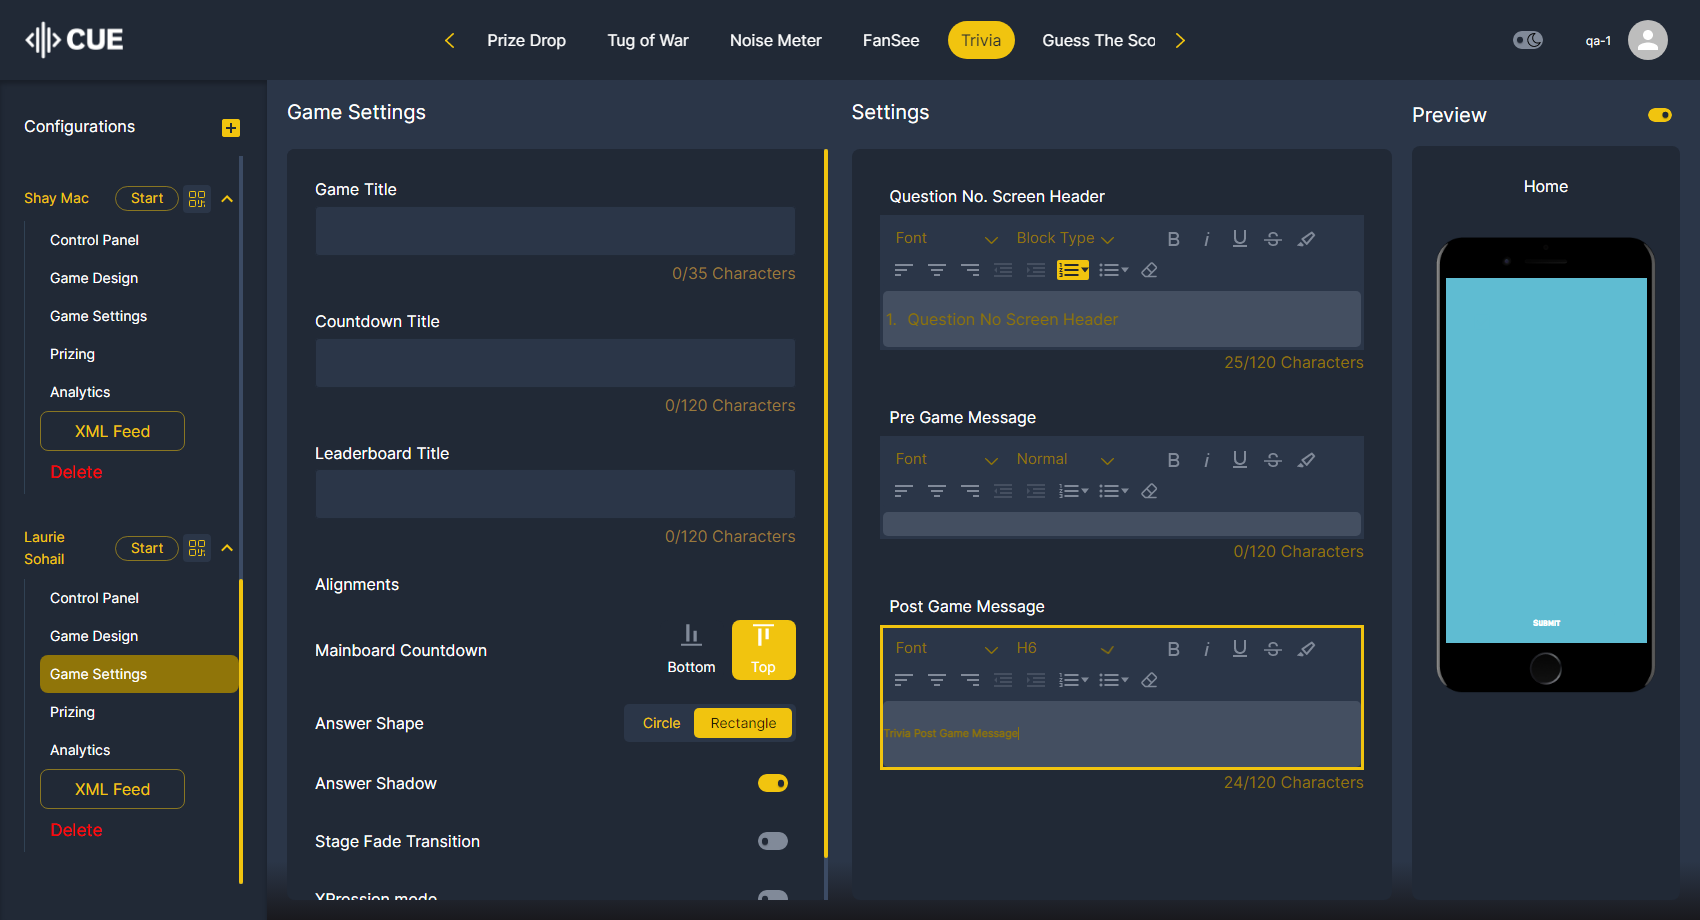 CUE
Prize Drop
Tug of War
Noise Meter
FanSee
Trivia
Guess The Sco
qa-1
Configurations
Shay Mac
Start
Control Panel
Game Design
Game Settings
Prizing
Analytics
XML Feed
Delete
Laurie
Sohail
Start
Control Panel
Game Design
Game Settings
Prizing
Analytics
XML Feed
Delete
Game Settings
Game Title
0/35 Characters
Countdown Title
0/120 Characters
Leaderboard Title
0/120 Characters
Alignments
Mainboard Countdown
Bottom
Top
Answer Shape
Circle
Rectangle
Answer Shadow
Stage Fade Transition
XPression mode
Settings
Question No. Screen Header
Font
Block Type
B
i
U
S
1. Question No Screen Header
25/120 Characters
Pre Game Message
Font
Normal
B
i
U
S
0/120 Characters
Post Game Message
Font
H6
B
i
U
S
Trivia Post Game Message
24/120 Characters
Preview
Home
SUBMIT